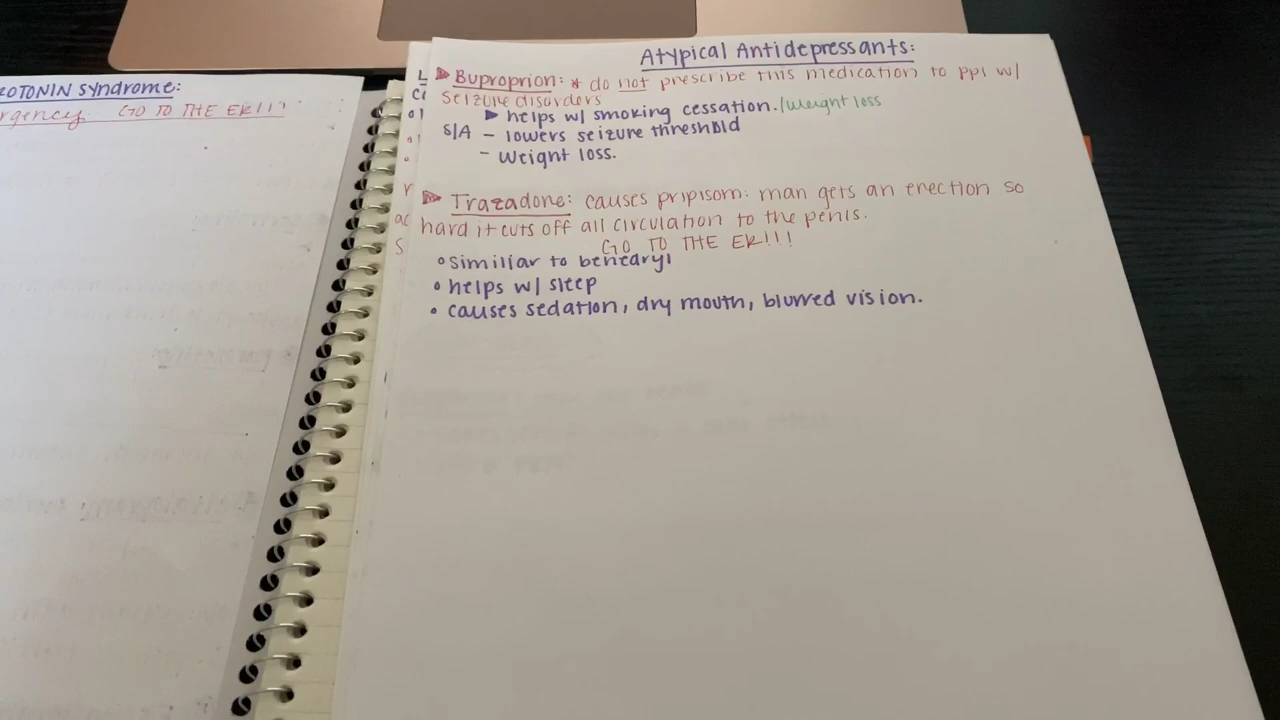 ROTONIN Syndrome:
rgency. GO TO THE ER!!!
Atypical Antidepressants:
Buproprion: * do not prescribe this medication to ppl w/
seizure disorders
helps w/ smoking cessation./weight loss
S/A - lowers seizure threshold
- weight loss.
Trazadone: causes pripisom: man gets an erection so
hard it cuts off all circulation to the penis.
GO TO THE ER!!!
similiar to benedryl
helps w/ sleep
causes sedation, dry mouth, blurred vision.